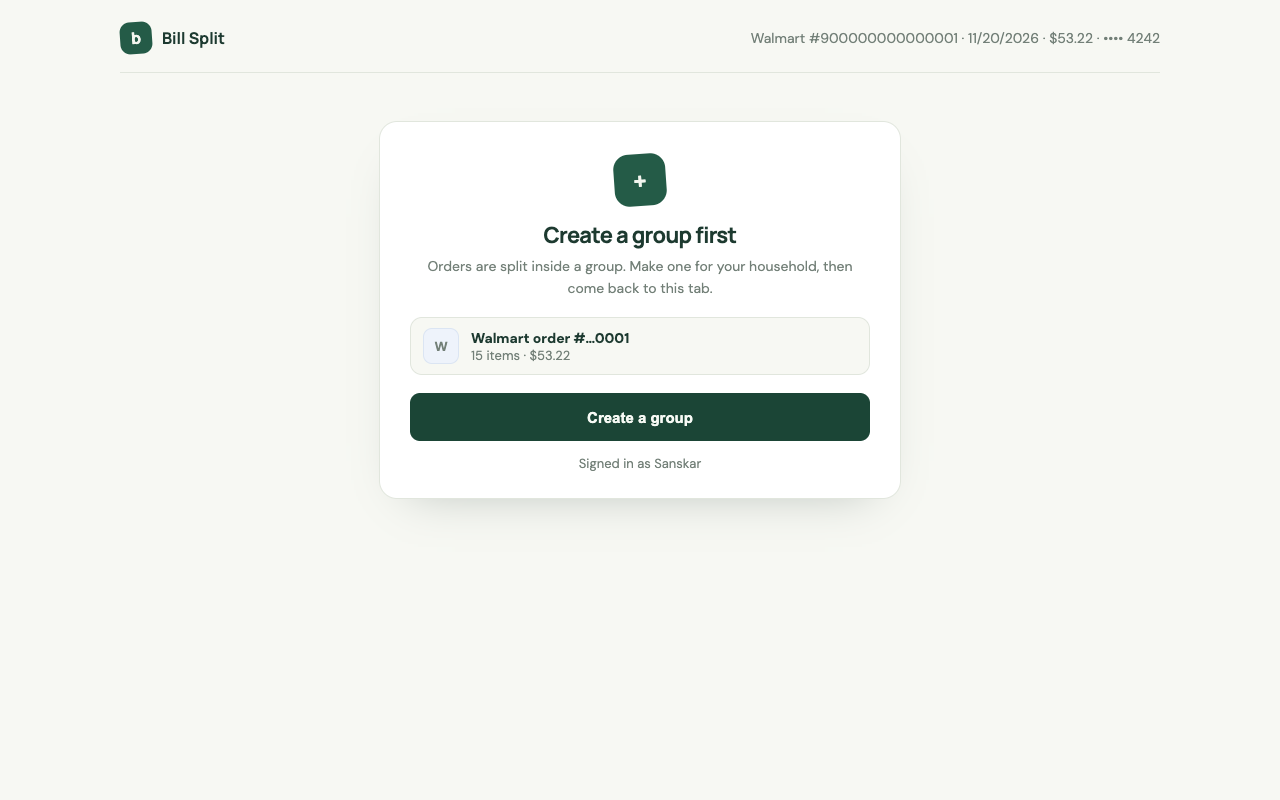 b
Bill Split
Walmart #900000000000001 · 11/20/2026 · $53.22 · •••• 4242
+
Create a group first
Orders are split inside a group. Make one for your household, then
come back to this tab.
W
Walmart order #…0001
15 items · $53.22
Create a group
Signed in as Sanskar